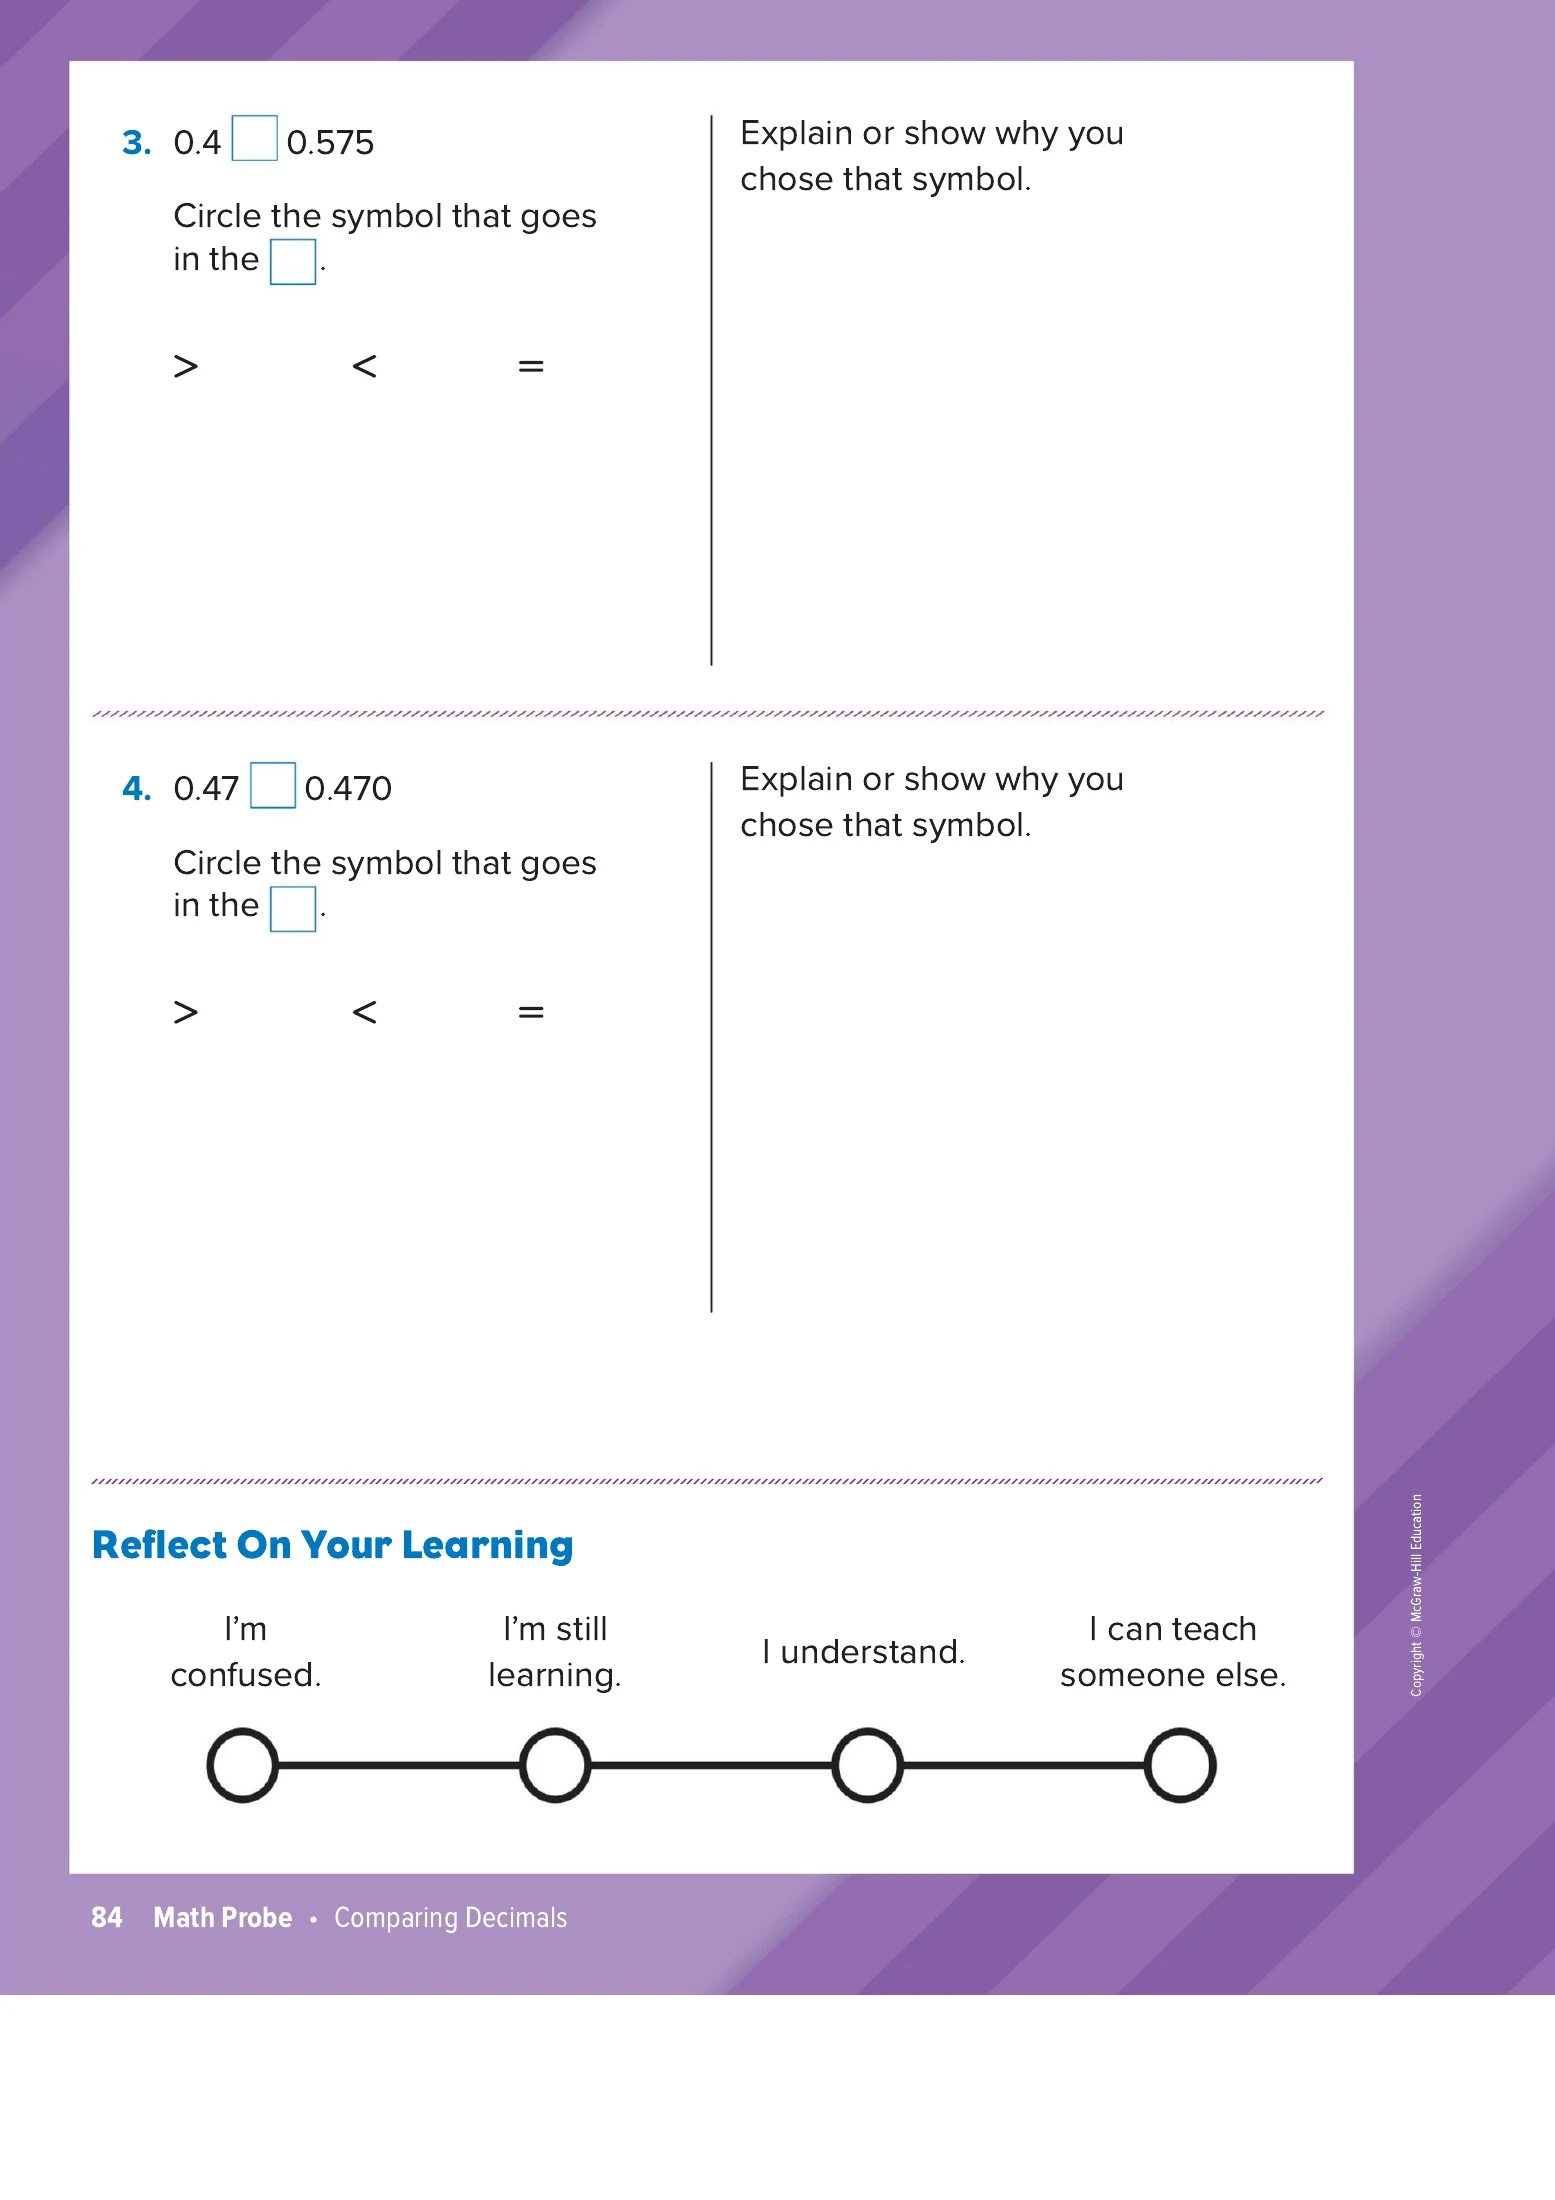 3. 0.4 □ 0.575
Circle the symbol that goes
in the □.
> < =
Explain or show why you
chose that symbol.
4. 0.47 □ 0.470
Circle the symbol that goes
in the □.
> < =
Explain or show why you
chose that symbol.
Reflect On Your Learning
I’m
confused.
I’m still
learning.
I understand.
I can teach
someone else.
Copyright © McGraw-Hill Education
84 Math Probe • Comparing Decimals